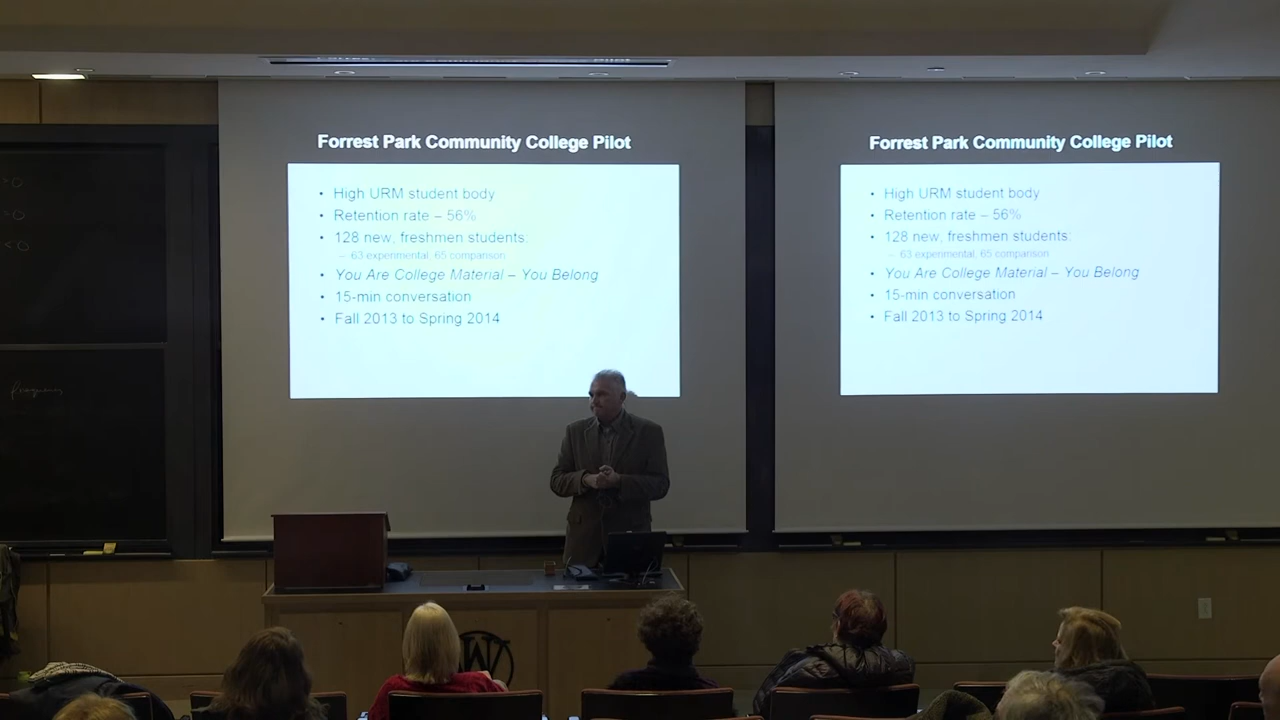 Forrest Park Community College Pilot
• High URM student body
• Retention rate – 56%
• 128 new, freshmen students:
– 63 experimental, 65 comparison
• You Are College Material – You Belong
• 15-min conversation
• Fall 2013 to Spring 2014
Forrest Park Community College Pilot
• High URM student body
• Retention rate – 56%
• 128 new, freshmen students:
– 63 experimental, 65 comparison
• You Are College Material – You Belong
• 15-min conversation
• Fall 2013 to Spring 2014
W